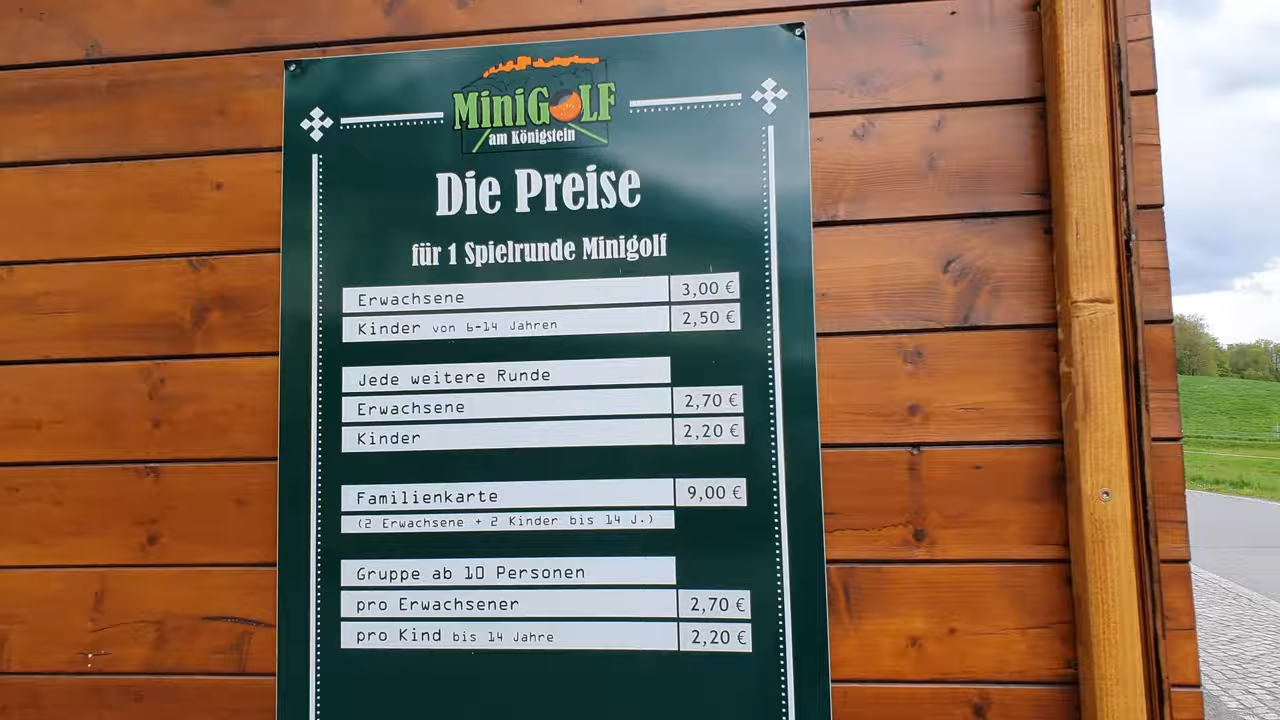 MiniGOLF
am Königstein
Die Preise
für 1 Spielrunde Minigolf
Erwachsene 3,00 €
Kinder von 6-14 Jahren 2,50 €
Jede weitere Runde
Erwachsene 2,70 €
Kinder 2,20 €
Familienkarte 9,00 €
(2 Erwachsene + 2 Kinder bis 14 J.)
Gruppe ab 10 Personen
pro Erwachsener 2,70 €
pro Kind bis 14 Jahre 2,20 €